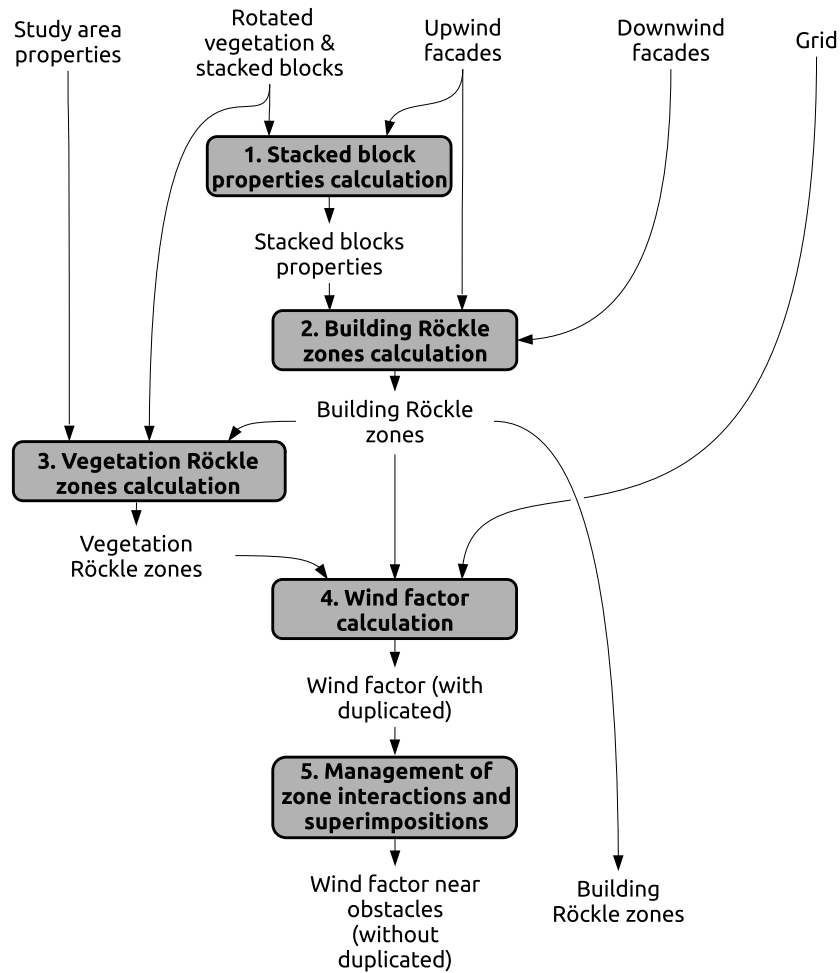 Study area
properties
Rotated
vegetation &
stacked blocks
Upwind
facades
Downwind
facades
Grid
1. Stacked block
properties calculation
Stacked blocks
properties
2. Building Röckle
zones calculation
Building Röckle
zones
3. Vegetation Röckle
zones calculation
Vegetation
Röckle zones
4. Wind factor
calculation
Wind factor (with
duplicated)
5. Management of
zone interactions and
superimpositions
Wind factor near
obstacles
(without
duplicated)
Building
Röckle zones